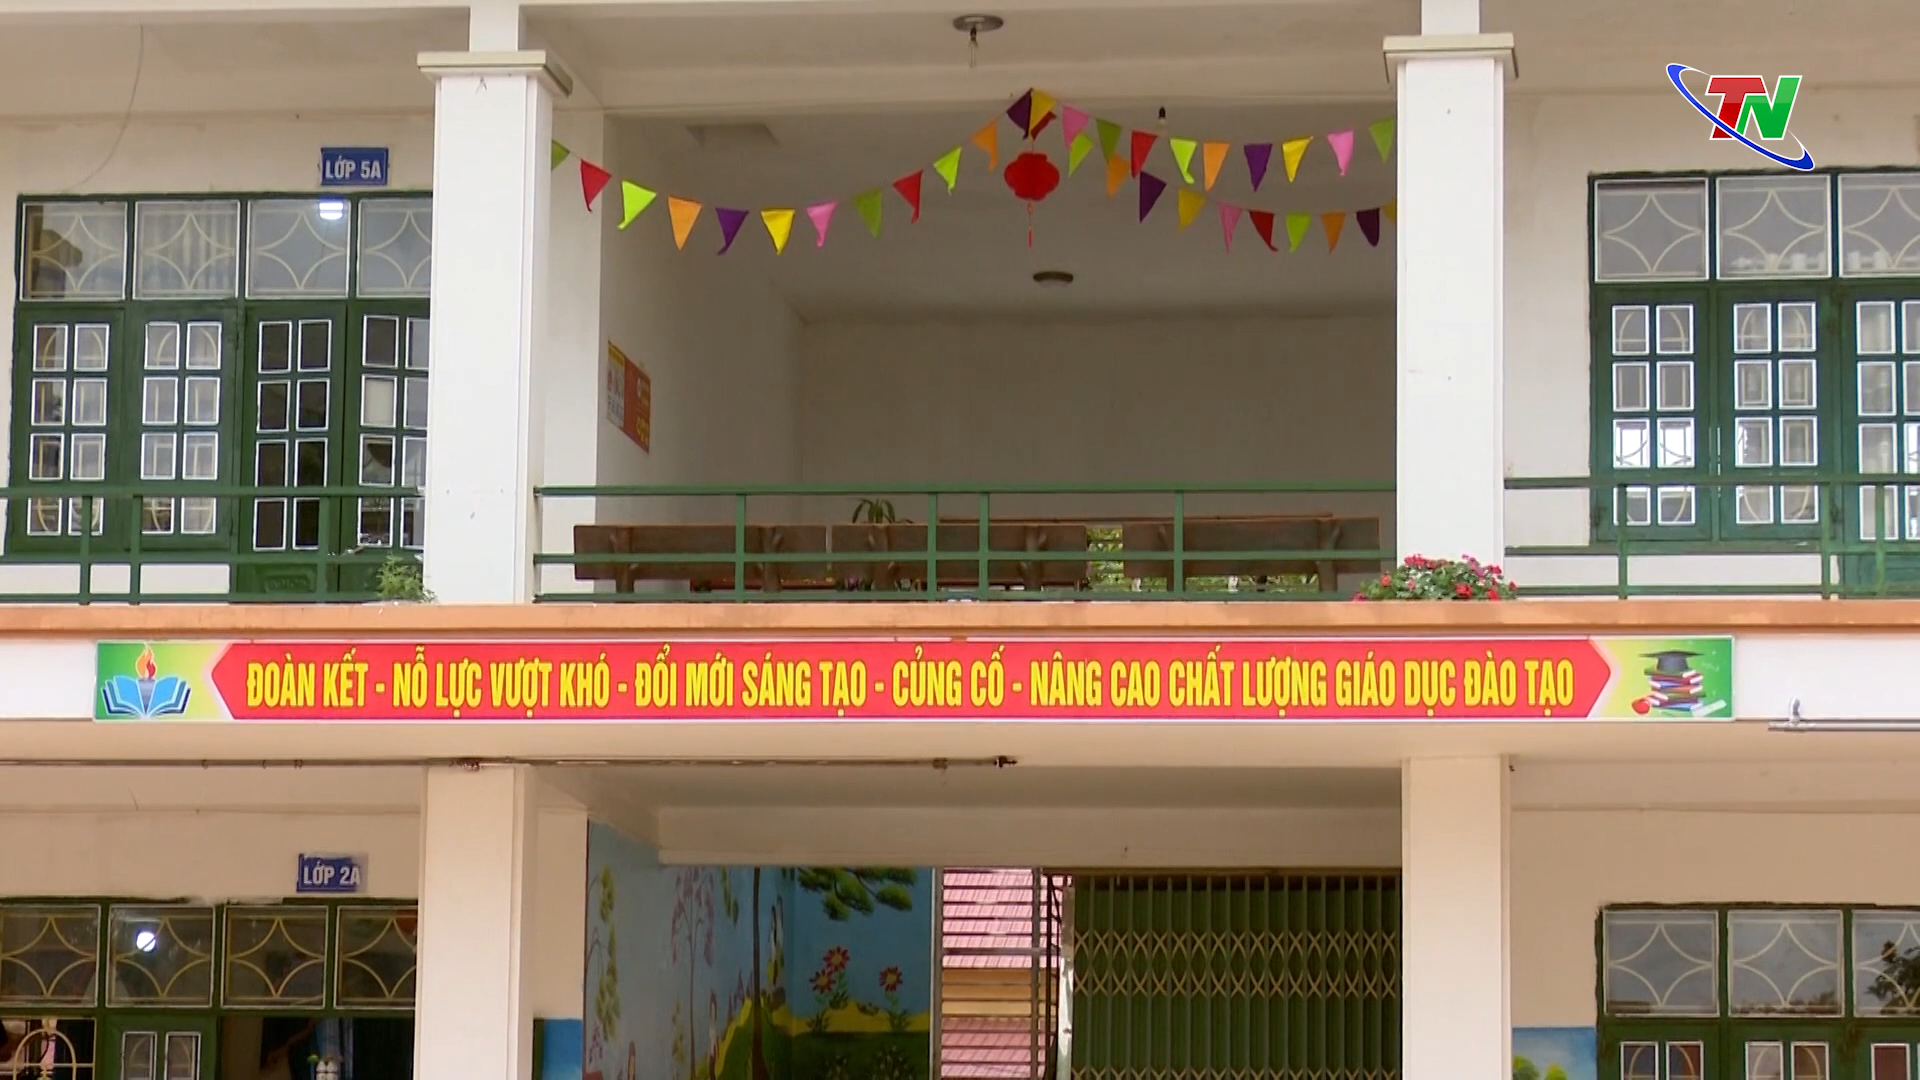 TN
LỚP 5A
ĐOÀN KẾT - NỖ LỰC VƯỢT KHÓ - ĐỔI MỚI SÁNG TẠO - CỦNG CỐ - NÂNG CAO CHẤT LƯỢNG GIÁO DỤC ĐÀO TẠO
LỚP 2A